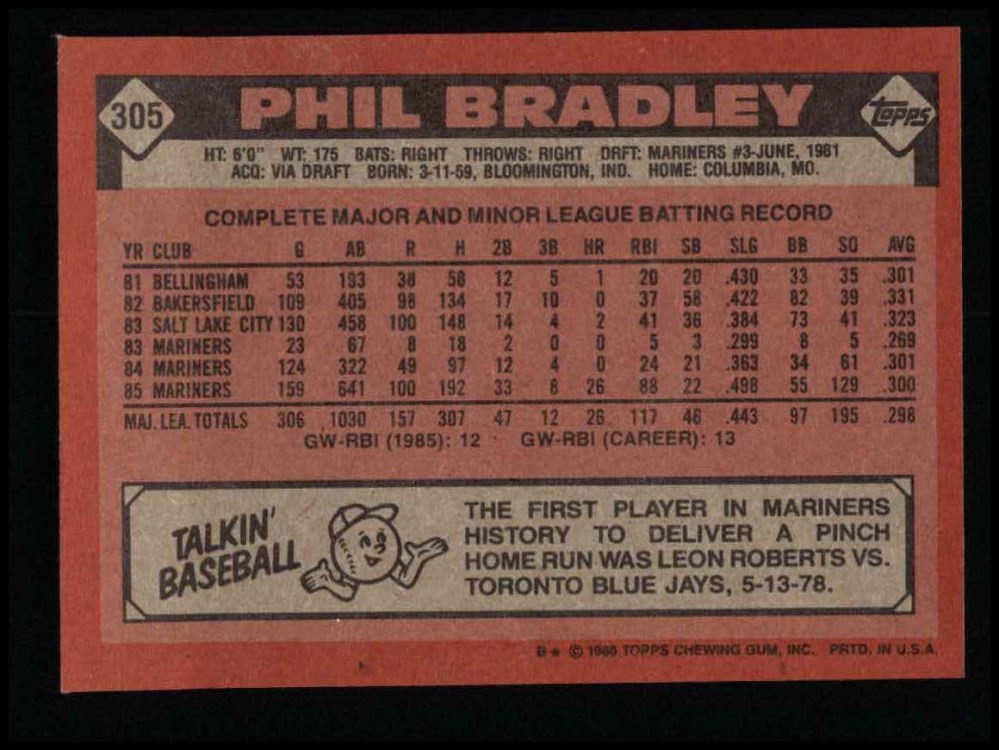 305 PHIL BRADLEY Topps
HT: 6'0" WT: 175 BATS: RIGHT THROWS: RIGHT DRFT: MARINERS #3-JUNE, 1981
ACQ: VIA DRAFT BORN: 3-11-59, BLOOMINGTON, IND. HOME: COLUMBIA, MO.
COMPLETE MAJOR AND MINOR LEAGUE BATTING RECORD
YR CLUB G AB R H 2B 3B HR RBI SB SLG BB SO AVG
81 BELLINGHAM 53 193 38 58 12 5 1 20 20 .430 33 35 .301
82 BAKERSFIELD 109 405 98 134 17 10 0 37 58 .422 82 39 .331
83 SALT LAKE CITY 130 458 100 148 14 4 2 41 36 .384 73 41 .323
83 MARINERS 23 67 8 18 2 0 0 5 3 .299 8 5 .269
84 MARINERS 124 322 49 97 12 4 0 24 21 .363 34 61 .301
85 MARINERS 159 641 100 192 33 8 26 88 22 .498 55 129 .300
MAJ. LEA. TOTALS 306 1030 157 307 47 12 26 117 46 .443 97 195 .298
GW-RBI (1985): 12 GW-RBI (CAREER): 13
TALKIN'
BASEBALL
THE FIRST PLAYER IN MARINERS
HISTORY TO DELIVER A PINCH
HOME RUN WAS LEON ROBERTS VS.
TORONTO BLUE JAYS, 5-13-78.
B* © 1986 TOPPS CHEWING GUM, INC. PRTD. IN U.S.A.